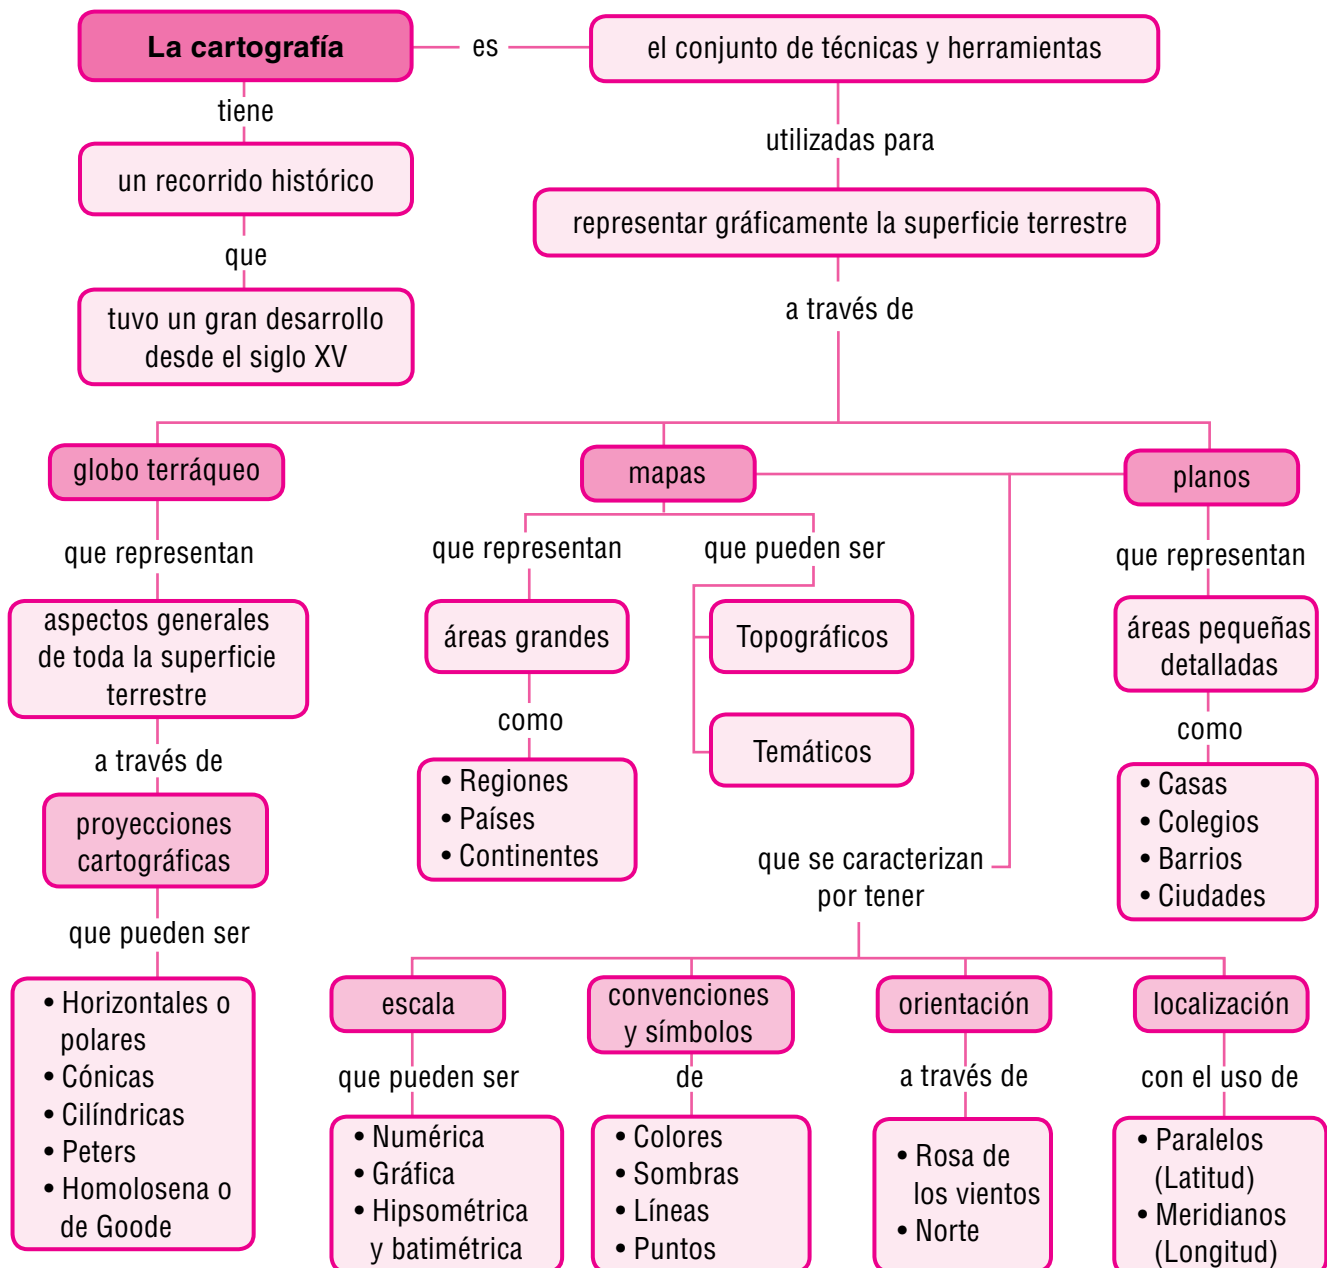 La cartografía
es
el conjunto de técnicas y herramientas
tiene
utilizadas para
un recorrido histórico
representar gráficamente la superficie terrestre
que
a través de
tuvo un gran desarrollo
desde el siglo XV
globo terráqueo
mapas
planos
que representan
que representan
que pueden ser
que representan
aspectos generales
de toda la superficie
terrestre
áreas grandes
Topográficos
áreas pequeñas
detalladas
a través de
como
Temáticos
como
proyecciones
cartográficas
• Regiones
• Países
• Continentes
• Casas
• Colegios
• Barrios
• Ciudades
que se caracterizan
por tener
que pueden ser
• Horizontales o
polares
• Cónicas
• Cilíndricas
• Peters
• Homolosena o
de Goode
escala
convenciones
y símbolos
orientación
localización
que pueden ser
de
a través de
con el uso de
• Numérica
• Gráfica
• Hipsométrica
y batimétrica
• Colores
• Sombras
• Líneas
• Puntos
• Rosa de
los vientos
• Norte
• Paralelos
(Latitud)
• Meridianos
(Longitud)